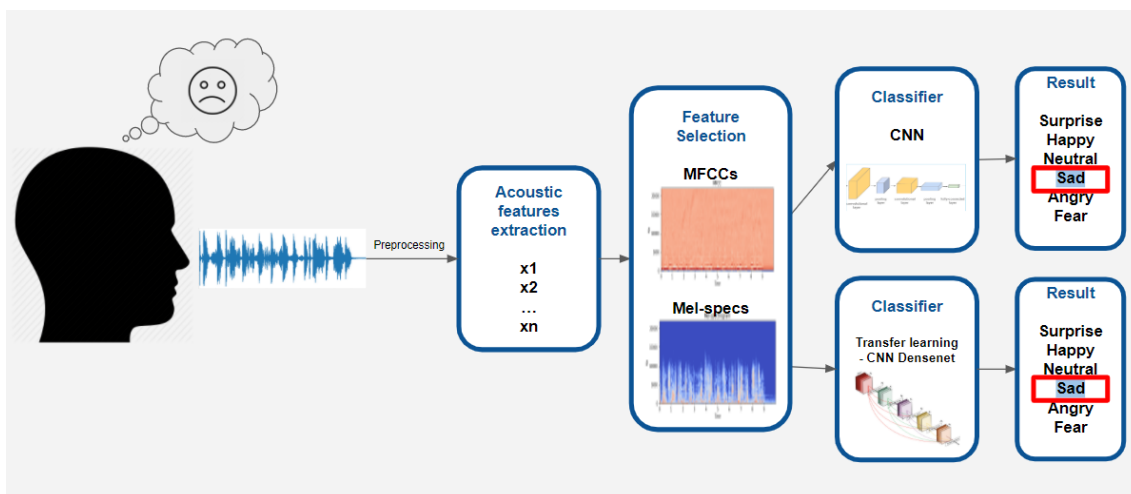 Preprocessing
Acoustic
features
extraction
x1
x2
...
xn
Feature
Selection
MFCCs
Mel-specs
Classifier
CNN
Result
Surprise
Happy
Neutral
Sad
Angry
Fear
Classifier
Transfer learning
- CNN Densenet
Result
Surprise
Happy
Neutral
Sad
Angry
Fear